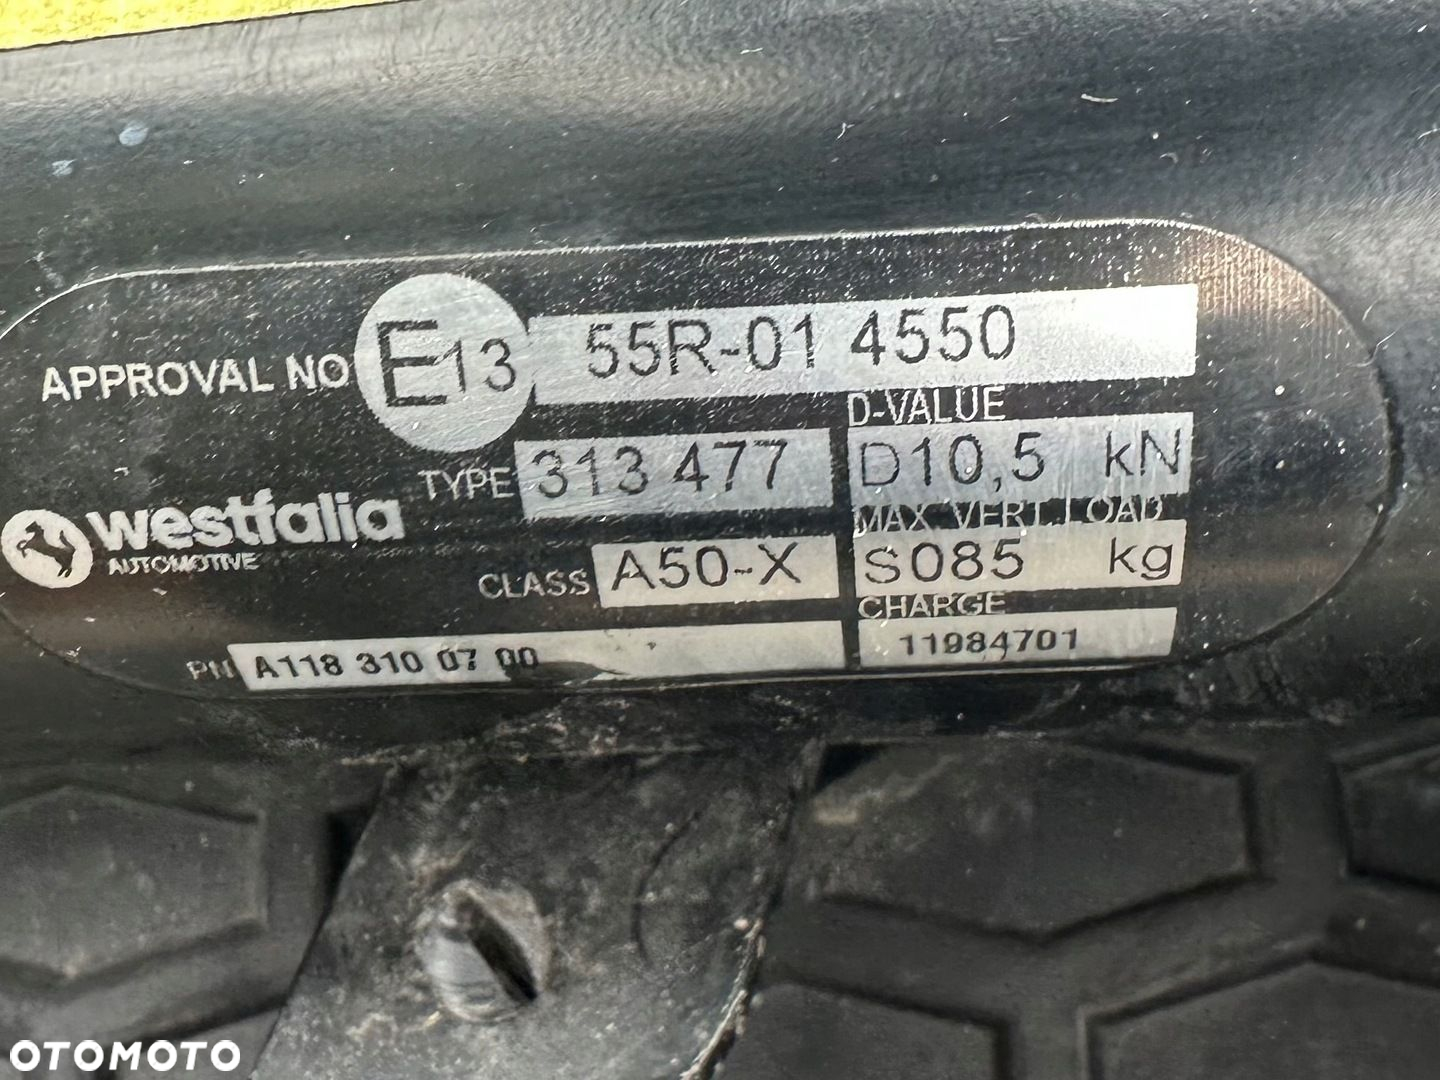 APPROVAL NO E13 55R-01 4550
D-VALUE
TYPE 313 477 D10,5 kN
westfalia
AUTOMOTIVE
MAX. VERT. LOAD
CLASS A50-X S085 kg
CHARGE
PN A118 310 07 00 11984701
OTOMOTO